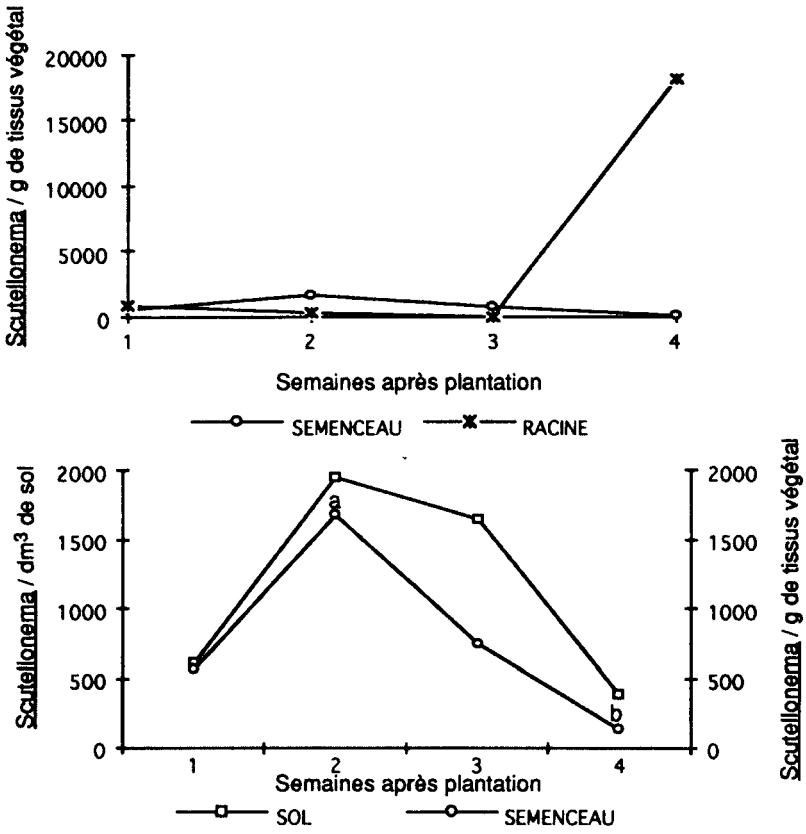 Scutellonema / g de tissus végétal
20000
15000
10000
5000
0
1 2 3 4
Semaines après plantation
SEMENCEAU RACINE
Scutellonema / dm³ de sol
2000
1500
1000
500
0
a
b
2000
1500
1000
500
0
Scutellonema / g de tissus végétal
1 2 3 4
Semaines après plantation
SOL SEMENCEAU